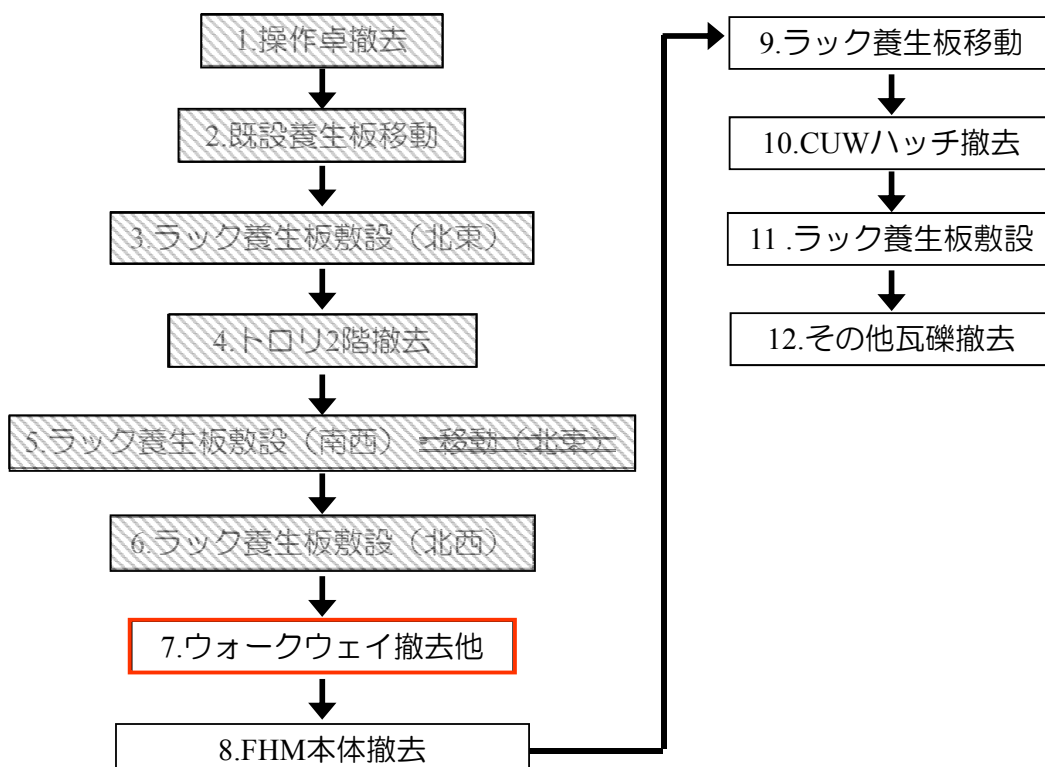 1.操作卓撤去
2.既設養生板移動
3.ラック養生板敷設（北東）
4.トロリ2階撤去
5.ラック養生板敷設（南西）・移動（北東）
6.ラック養生板敷設（北西）
7.ウォークウェイ撤去他
8.FHM本体撤去
9.ラック養生板移動
10.CUWハッチ撤去
11 .ラック養生板敷設
12.その他瓦礫撤去